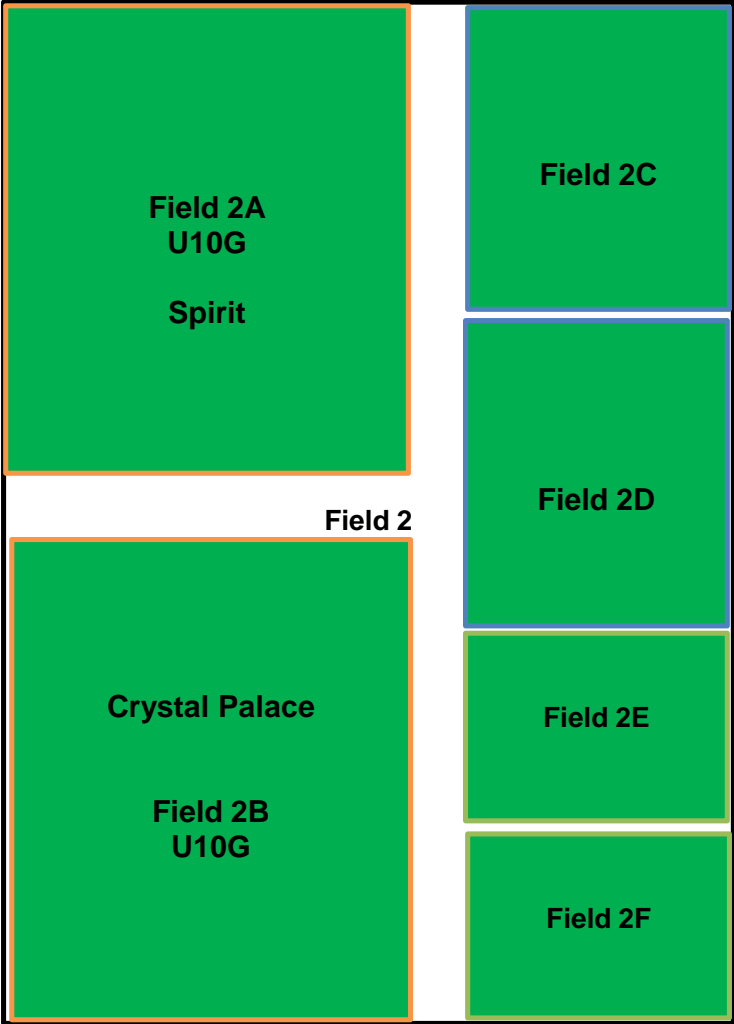 Field 2A
U10G
Spirit
Field 2C
Field 2D
Field 2
Crystal Palace
Field 2B
U10G
Field 2E
Field 2F